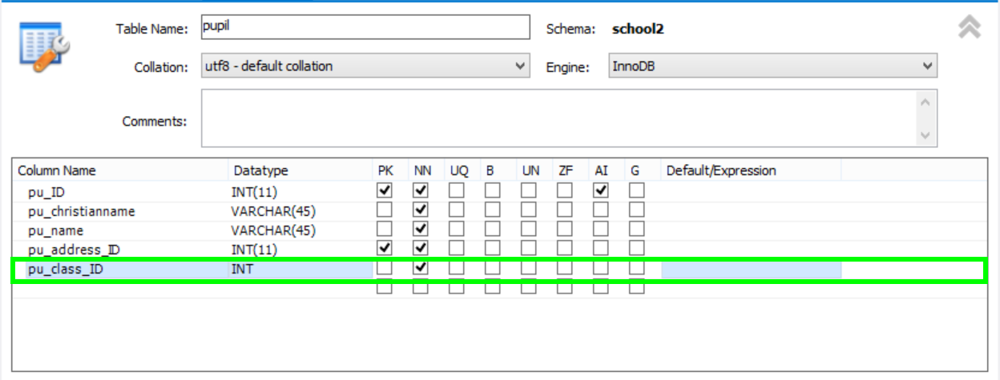 Table Name: pupil Schema: school2
Collation: utf8 - default collation Engine: InnoDB
Comments:
Column Name Datatype PK NN UQ B UN ZF AI G Default/Expression
pu_ID INT(11)
pu_christianname VARCHAR(45)
pu_name VARCHAR(45)
pu_address_ID INT(11)
pu_class_ID INT